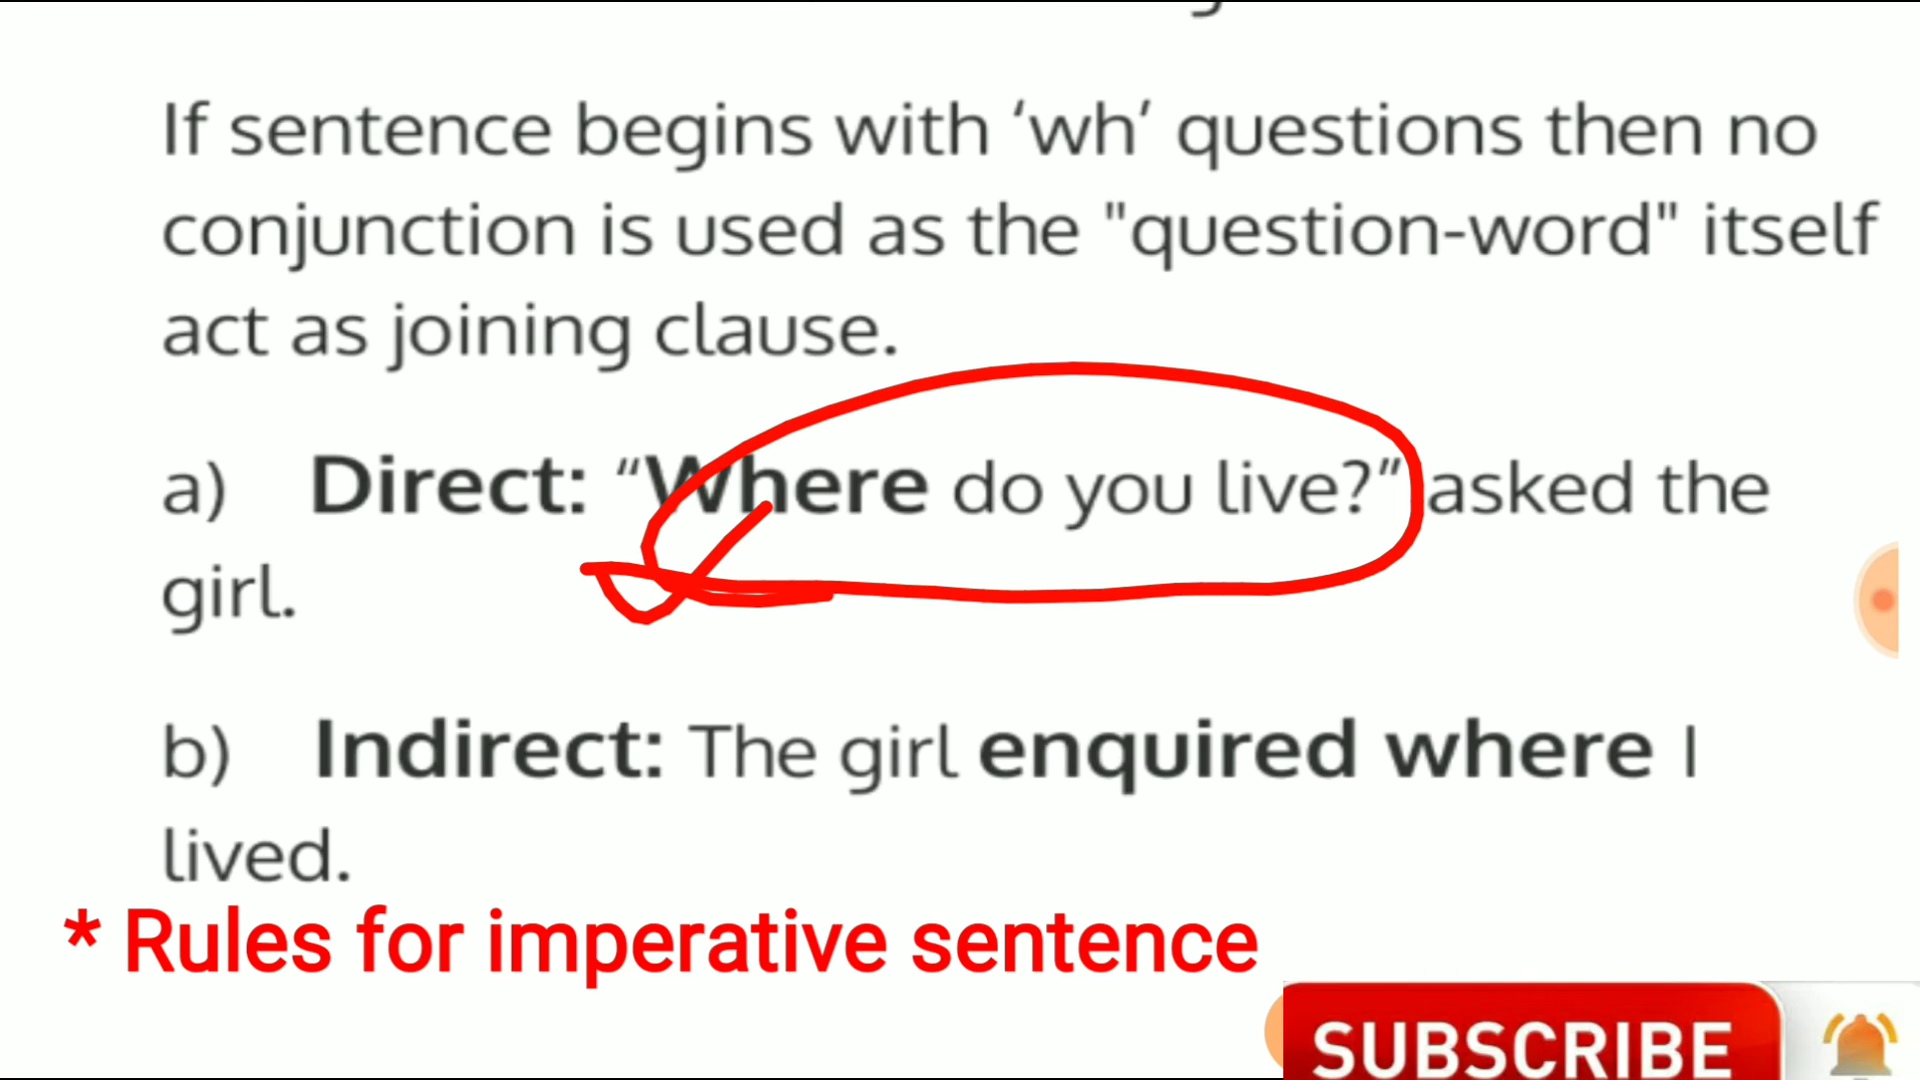 If sentence begins with ‘wh’ questions then no
conjunction is used as the "question-word" itself
act as joining clause.
a) Direct: “Where do you live?” asked the
girl.
b) Indirect: The girl enquired where I
lived.
* Rules for imperative sentence
SUBSCRIBE